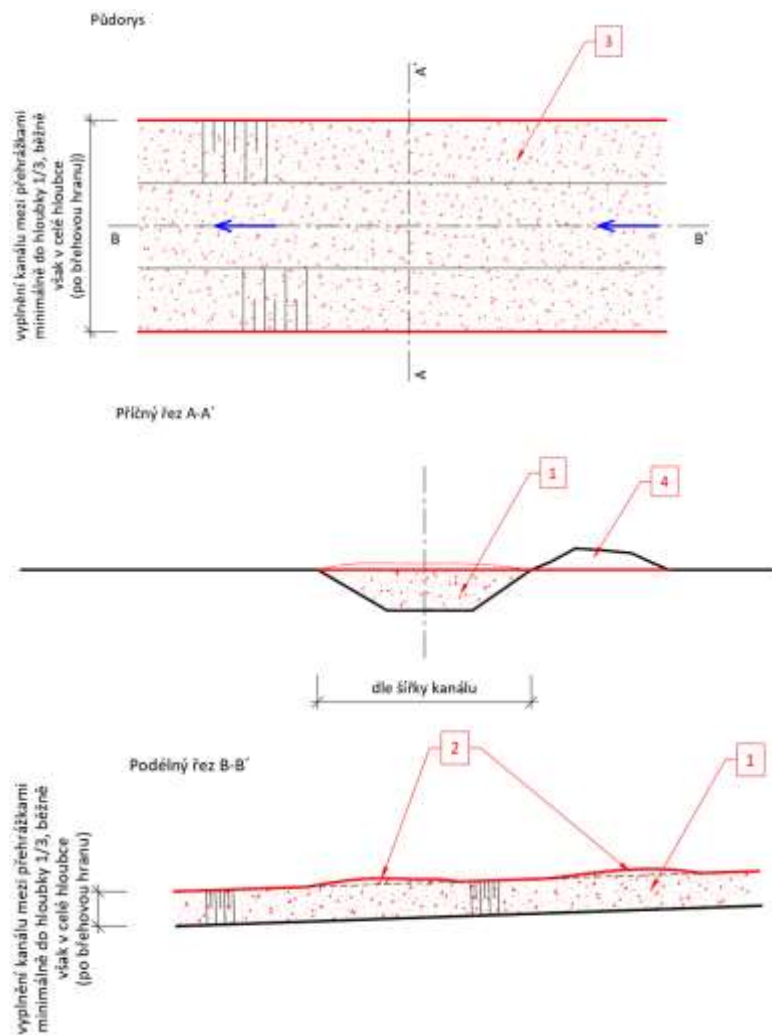 Půdorys
3
A'
vyplnění kanálu mezi přehrážkami
minimálně do hloubky 1/3, běžně
však v celé hloubce
(po břehovou hranu))
B
B'
A
Příčný řez A-A'
1
4
dle šířky kanálu
Podélný řez B-B'
2
1
vyplnění kanálu mezi přehrážkami
minimálně do hloubky 1/3, běžně
však v celé hloubce
(po břehovou hranu)